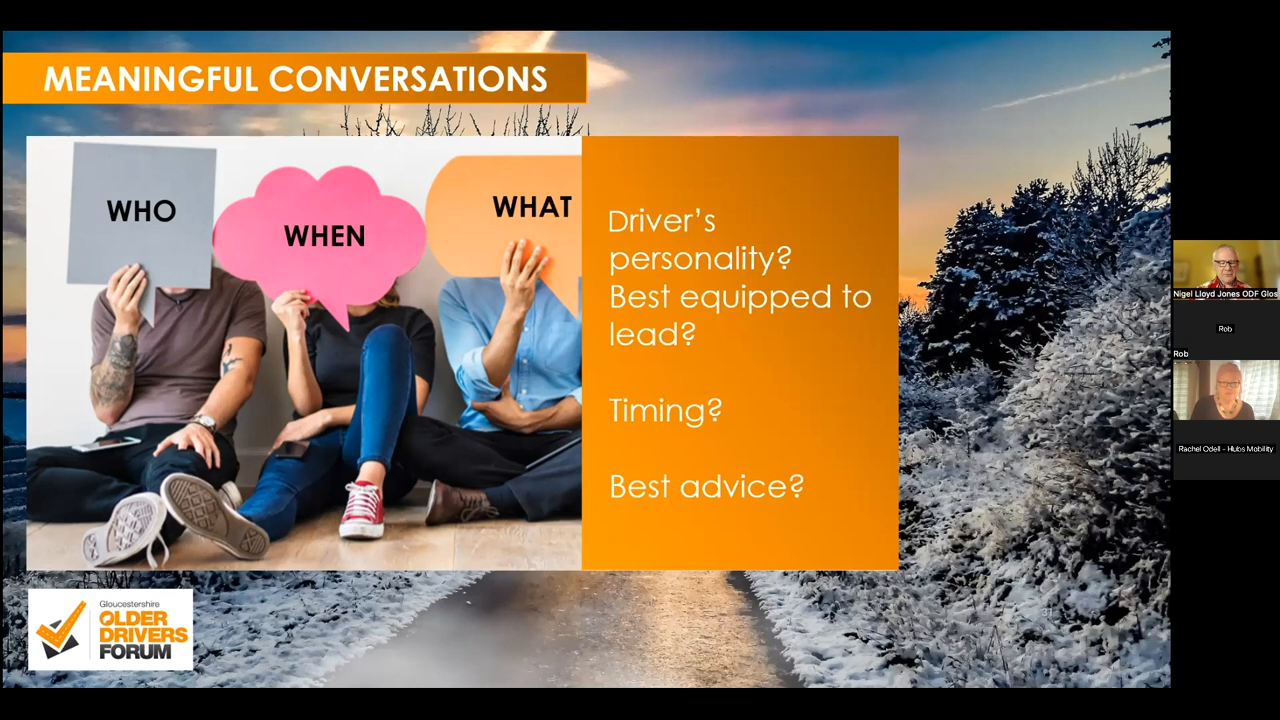 MEANINGFUL CONVERSATIONS
WHO
WHEN
WHAT
Driver's
personality?
Best equipped to
lead?
Timing?
Best advice?
Gloucestershire
OLDER
DRIVERS
FORUM
Nigel Lloyd Jones ODF Glos
Rob
Rob
Rachel Odell - Hubs Mobility